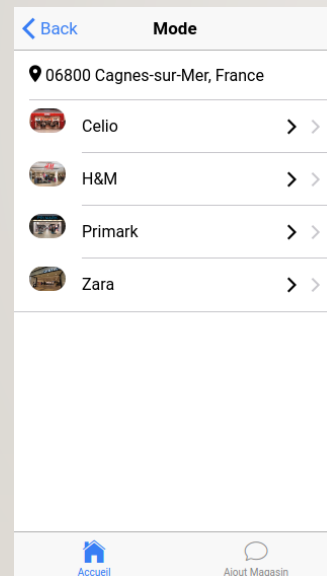 Back
Mode
06800 Cagnes-sur-Mer, France
Celio
H&M
Primark
Zara
Accueil
Ajout Magasin